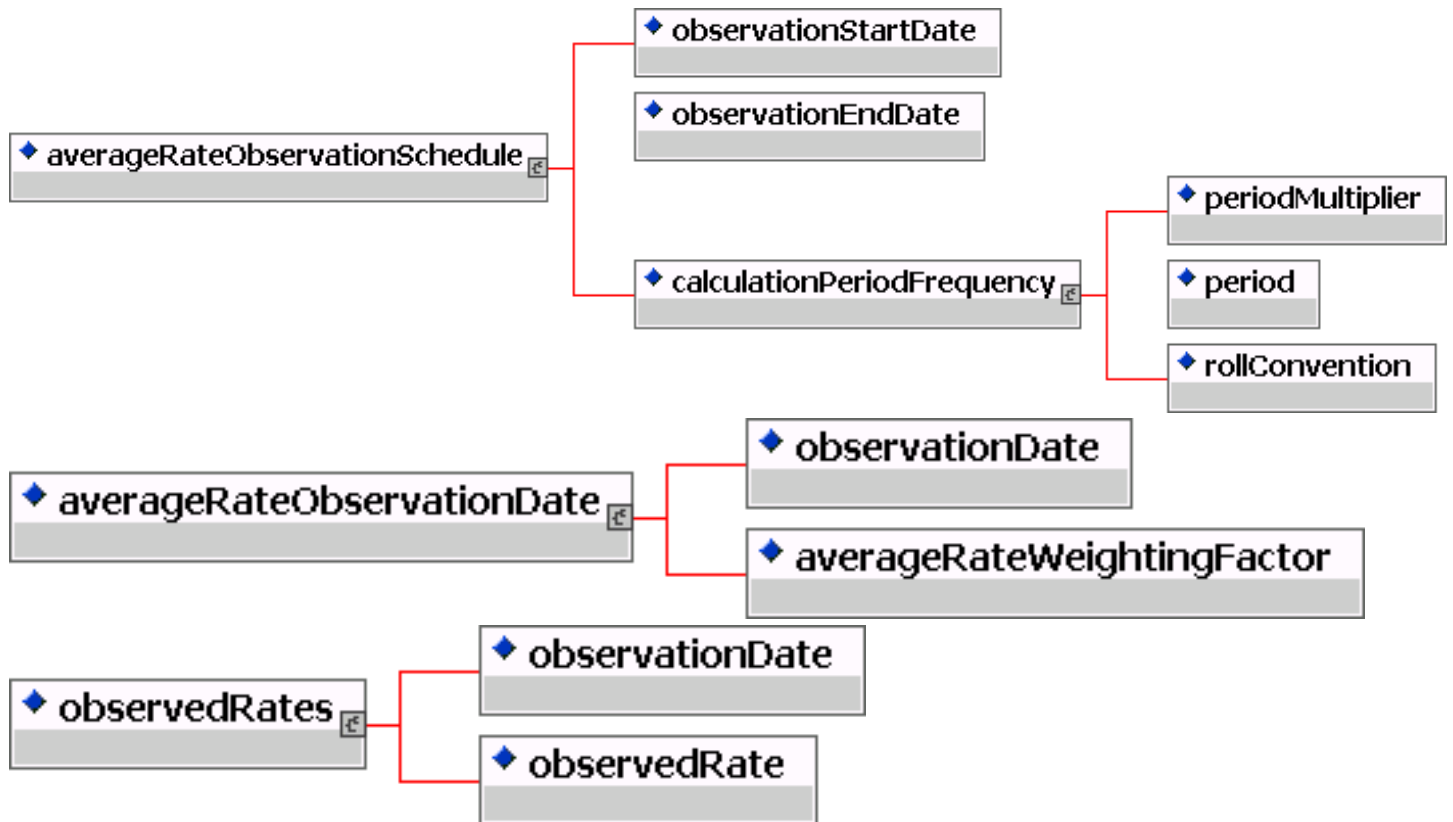 observationStartDate
observationEndDate
averageRateObservationSchedule
periodMultiplier
calculationPeriodFrequency
period
rollConvention
observationDate
averageRateObservationDate
averageRateWeightingFactor
observationDate
observedRates
observedRate